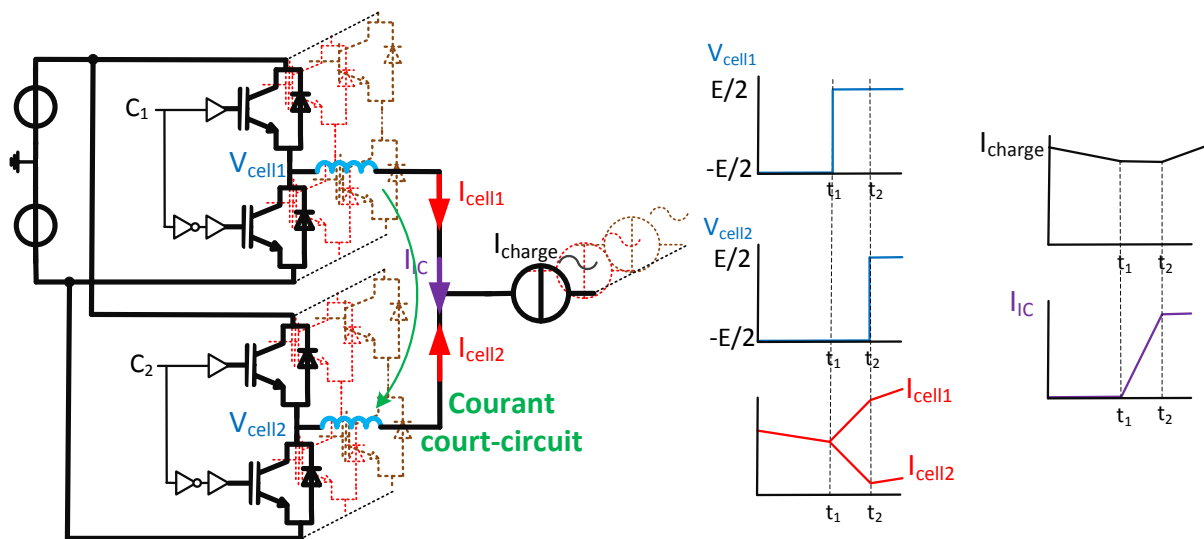 C1
Vcell1
Icell1
Icharge
IIC
C2
Vcell2
Icell2
Courant
court-circuit
Vcell1
E/2
-E/2
t1
t2
Vcell2
E/2
-E/2
t1
t2
Icell1
Icell2
t1
t2
Icharge
t1
t2
IIC
t1
t2